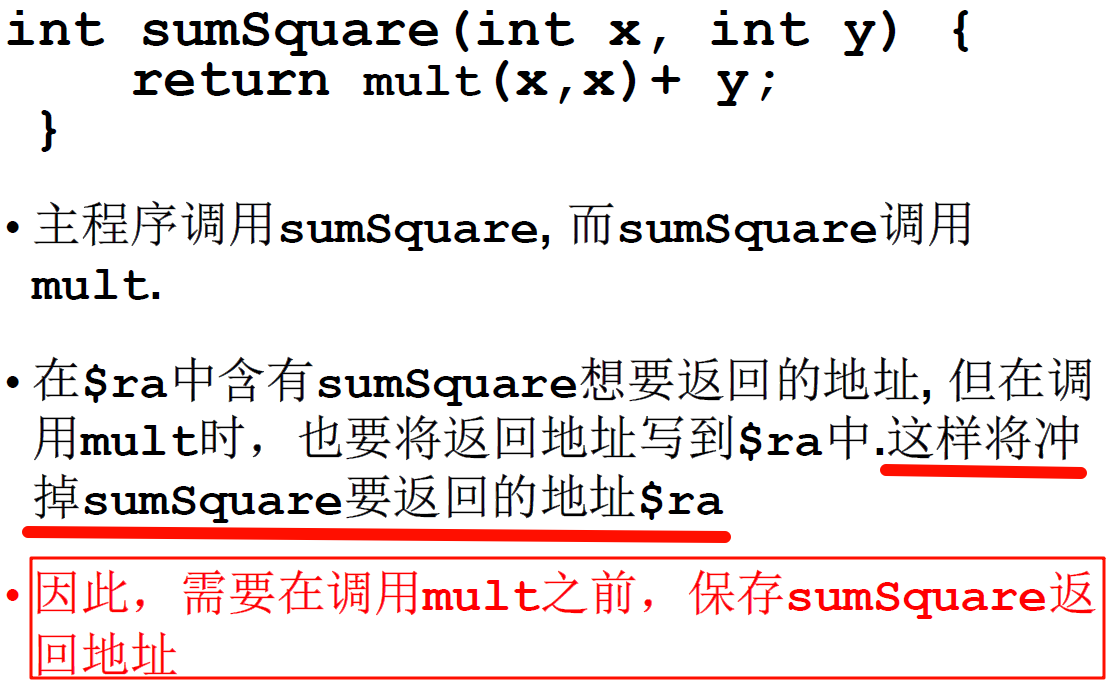 int sumSquare(int x, int y) {
return mult(x,x)+ y;
}
• 主程序调用sumSquare, 而sumSquare调用
mult.
• 在$ra中含有sumSquare想要返回的地址, 但在调
用mult时，也要将返回地址写到$ra中.这样将冲
掉sumSquare要返回的地址$ra
• 因此，需要在调用mult之前，保存sumSquare返
回地址